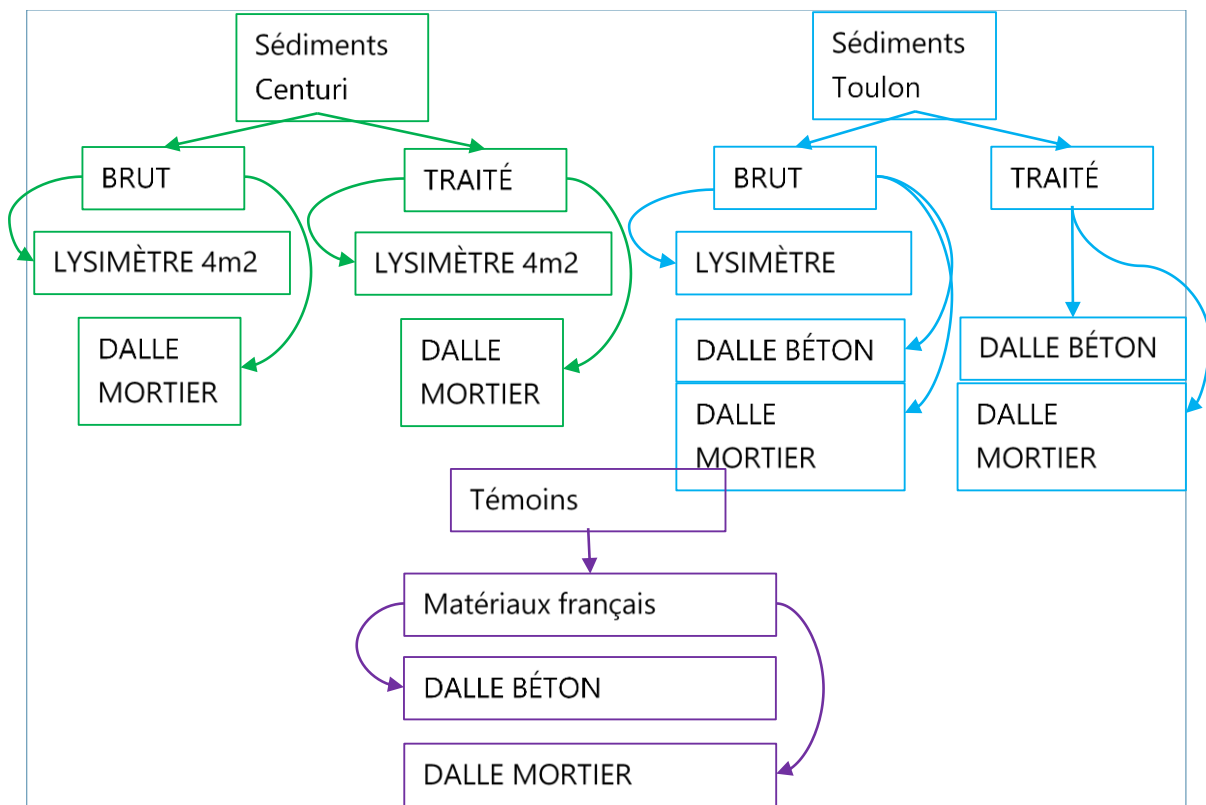 Sédiments
Centuri
Sédiments
Toulon
BRUT
TRAITÉ
BRUT
TRAITÉ
LYSIMÈTRE 4m2
LYSIMÈTRE 4m2
LYSIMÈTRE
DALLE
MORTIER
DALLE
MORTIER
DALLE BÉTON
DALLE BÉTON
DALLE
MORTIER
DALLE
MORTIER
Témoins
Matériaux français
DALLE BÉTON
DALLE MORTIER